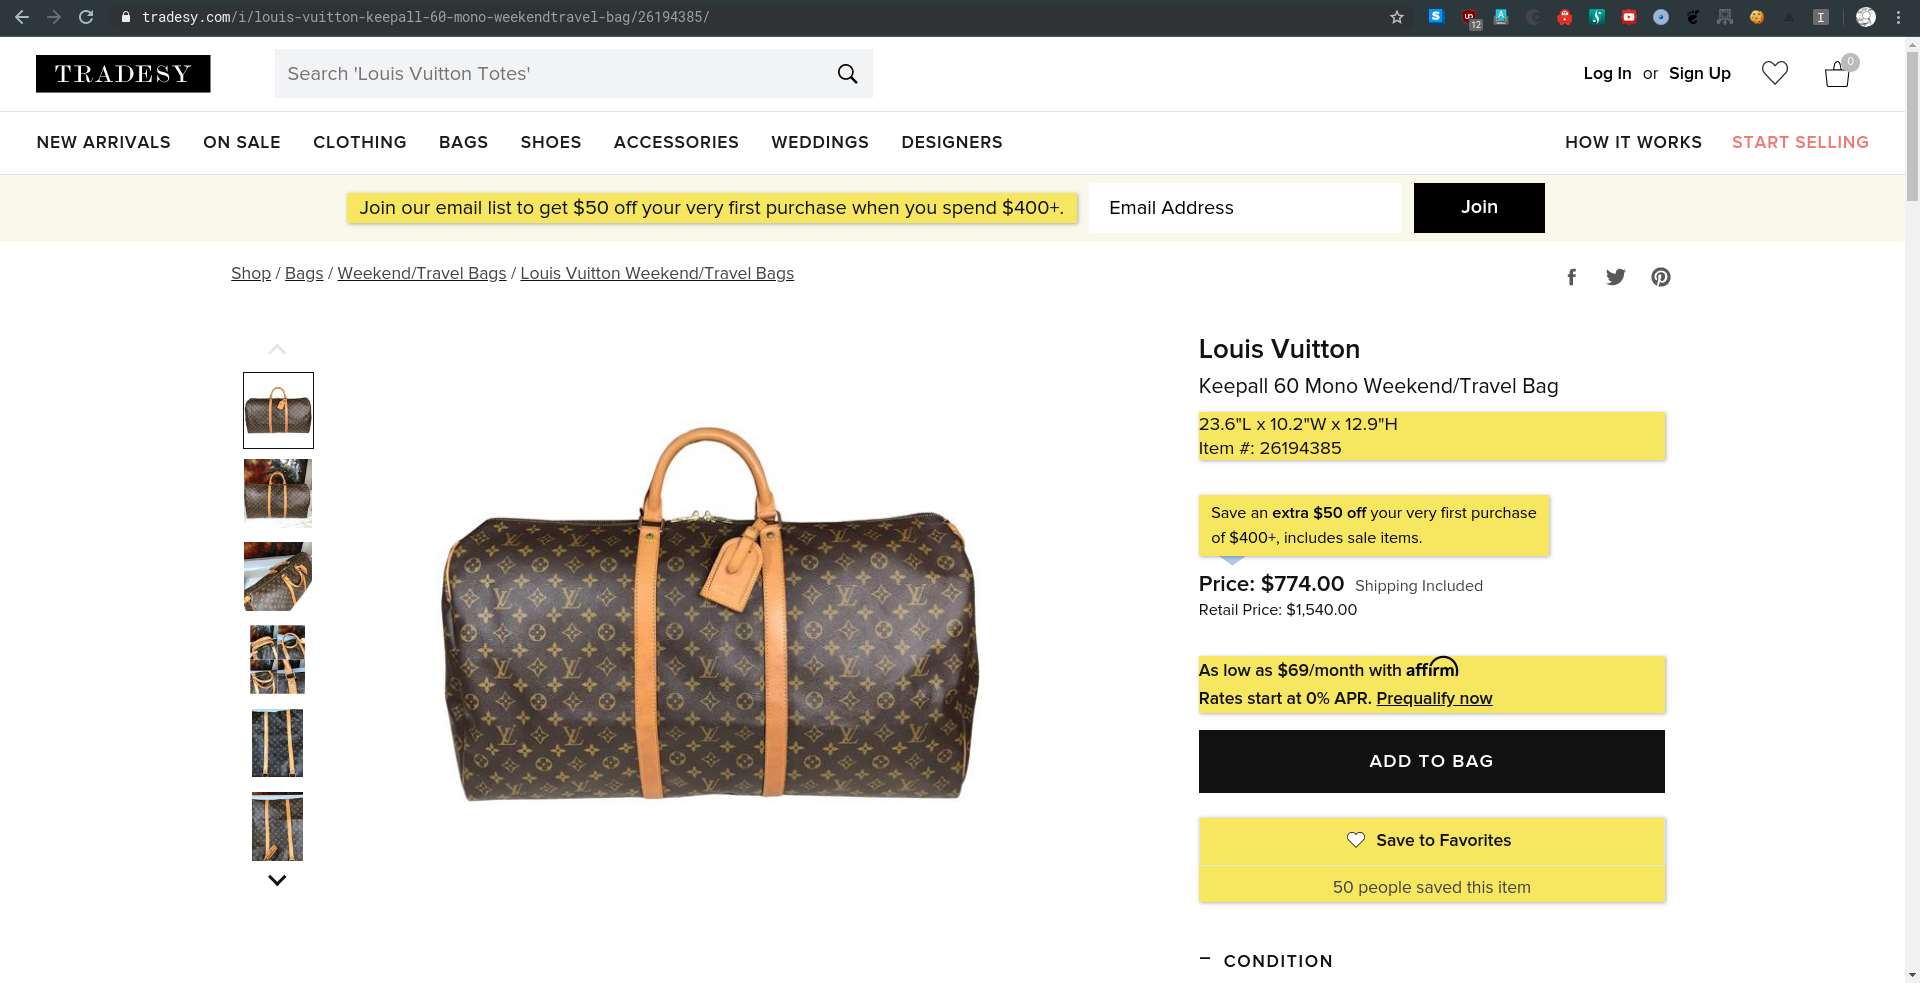 tradesy.com/i/louis-vuitton-keepall-60-mono-weekendtravel-bag/26194385/
12
TRADESY
Search 'Louis Vuitton Totes'
Log In or Sign Up
0
NEW ARRIVALS ON SALE CLOTHING BAGS SHOES ACCESSORIES WEDDINGS DESIGNERS HOW IT WORKS START SELLING
Join our email list to get $50 off your very first purchase when you spend $400+. Email Address Join
Shop / Bags / Weekend/Travel Bags / Louis Vuitton Weekend/Travel Bags
Louis Vuitton
Keepall 60 Mono Weekend/Travel Bag
23.6"L x 10.2"W x 12.9"H
Item #: 26194385
Save an extra $50 off your very first purchase
of $400+, includes sale items.
Price: $774.00 Shipping Included
Retail Price: $1,540.00
As low as $69/month with affirm
Rates start at 0% APR. Prequalify now
ADD TO BAG
Save to Favorites
50 people saved this item
CONDITION